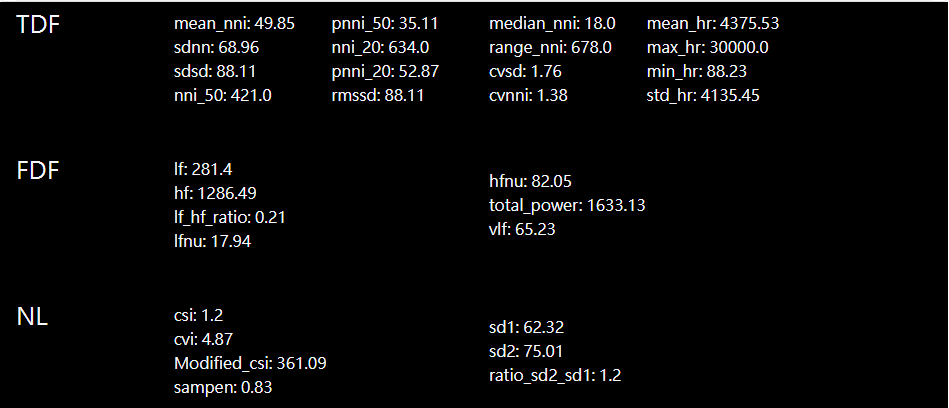 TDF
mean_nni: 49.85 pnni_50: 35.11 median_nni: 18.0 mean_hr: 4375.53
sdnn: 68.96 nni_20: 634.0 range_nni: 678.0 max_hr: 30000.0
sdsd: 88.11 pnni_20: 52.87 cvsd: 1.76 min_hr: 88.23
nni_50: 421.0 rmssd: 88.11 cvnni: 1.38 std_hr: 4135.45
FDF
lf: 281.4
hf: 1286.49
lf_hf_ratio: 0.21
lfnu: 17.94
hfnu: 82.05
total_power: 1633.13
vlf: 65.23
NL
csi: 1.2
cvi: 4.87
Modified_csi: 361.09
sampen: 0.83
sd1: 62.32
sd2: 75.01
ratio_sd2_sd1: 1.2